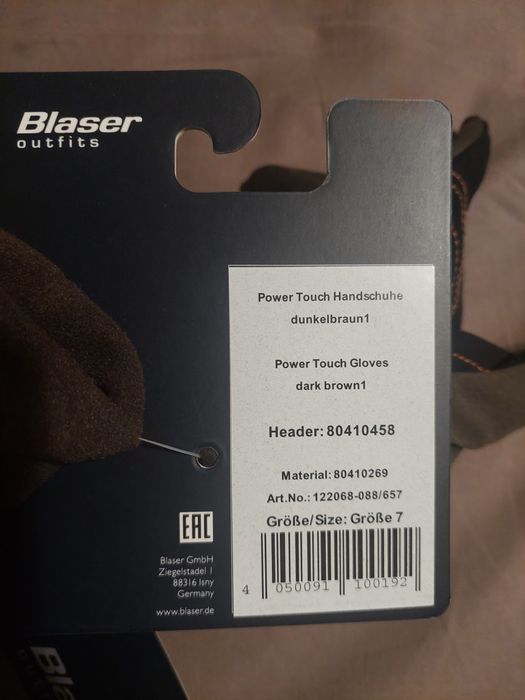 Blaser
outfits
Power Touch Handschuhe
dunkelbraun1
Power Touch Gloves
dark brown1
Header: 80410458
Material: 80410269
Art.No.: 122068-088/657
Größe/Size: Größe 7
4 050091 100192
EAC
Blaser GmbH
Ziegelstadel 1
88316 Isny
Germany
www.blaser.de